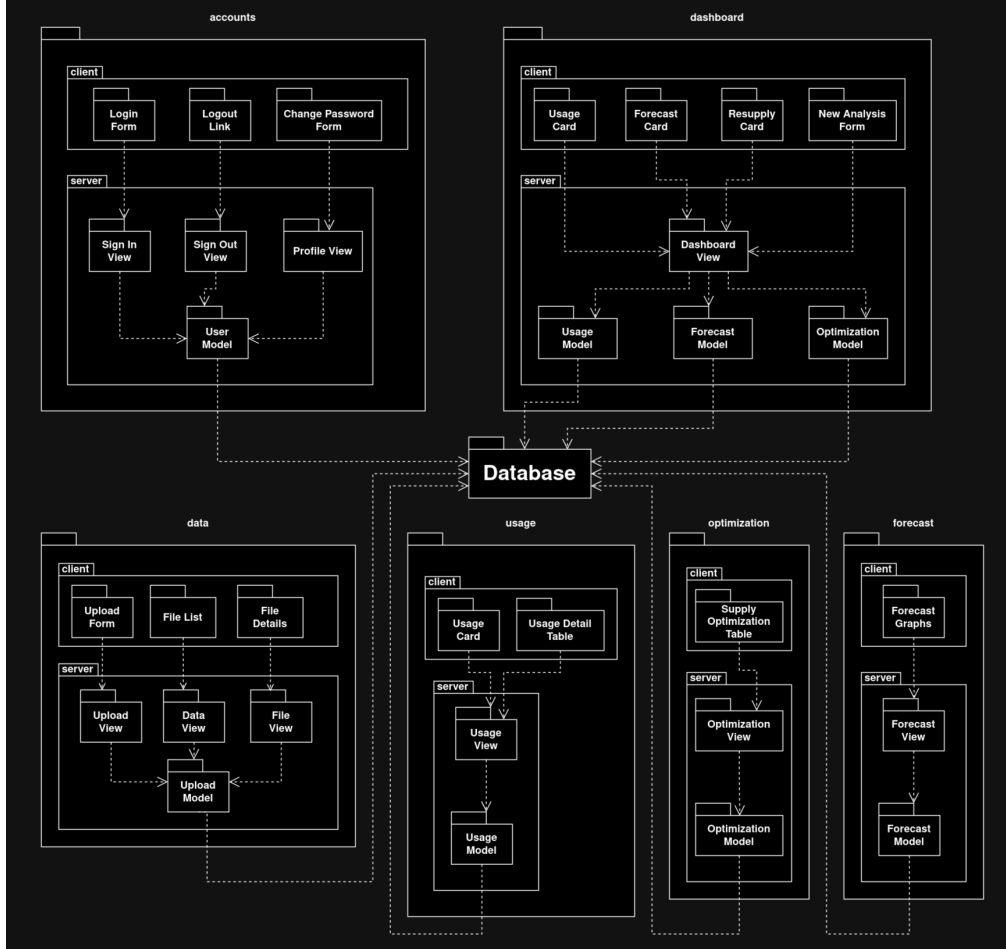 accounts
dashboard
client
Login
Form
Logout
Link
Change Password
Form
server
Sign In
View
Sign Out
View
Profile View
User
Model
client
Usage
Card
Forecast
Card
Resupply
Card
New Analysis
Form
server
Dashboard
View
Usage
Model
Forecast
Model
Optimization
Model
Database
data
usage
optimization
forecast
client
Upload
Form
File List
File
Details
server
Upload
View
Data
View
File
View
Upload
Model
client
Usage
Card
Usage Detail
Table
server
Usage
View
Usage
Model
client
Supply
Optimization
Table
server
Optimization
View
Optimization
Model
client
Forecast
Graphs
server
Forecast
View
Forecast
Model